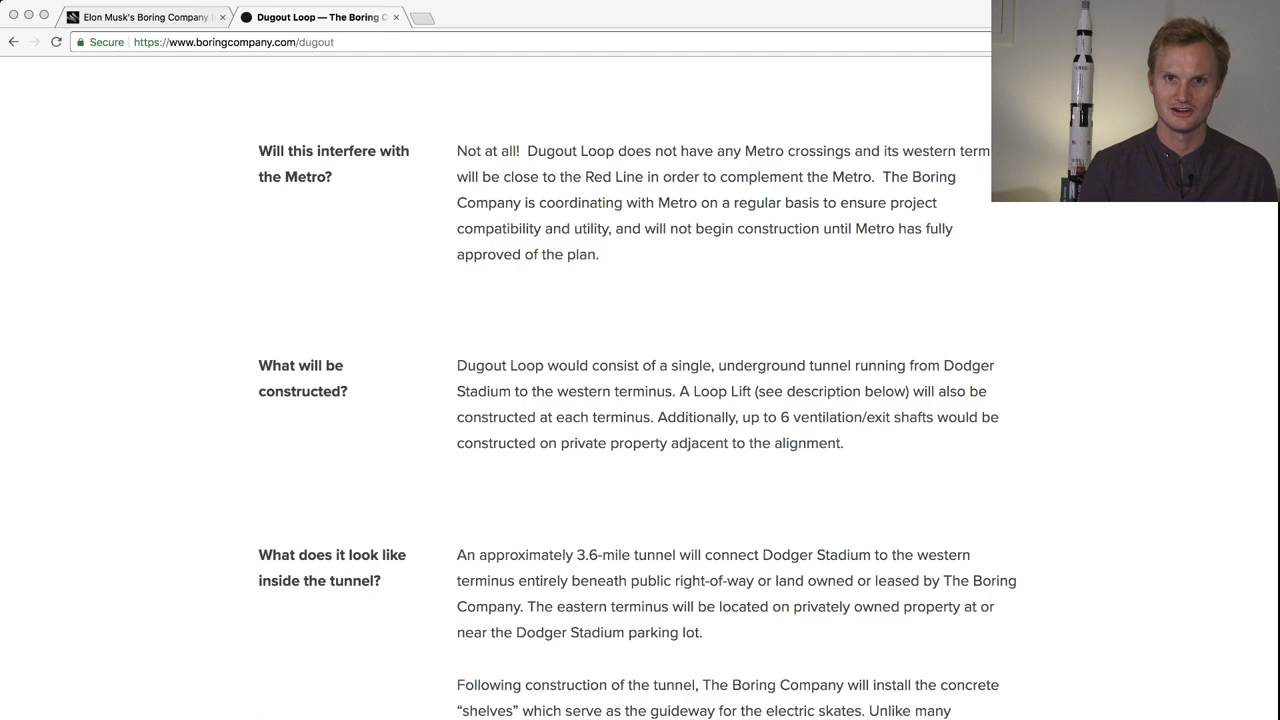 Elon Musk's Boring Company
Dugout Loop — The Boring C
Secure
https://www.boringcompany.com/dugout
Will this interfere with
the Metro?
Not at all! Dugout Loop does not have any Metro crossings and its western term
will be close to the Red Line in order to complement the Metro. The Boring
Company is coordinating with Metro on a regular basis to ensure project
compatibility and utility, and will not begin construction until Metro has fully
approved of the plan.
What will be
constructed?
Dugout Loop would consist of a single, underground tunnel running from Dodger
Stadium to the western terminus. A Loop Lift (see description below) will also be
constructed at each terminus. Additionally, up to 6 ventilation/exit shafts would be
constructed on private property adjacent to the alignment.
What does it look like
inside the tunnel?
An approximately 3.6-mile tunnel will connect Dodger Stadium to the western
terminus entirely beneath public right-of-way or land owned or leased by The Boring
Company. The eastern terminus will be located on privately owned property at or
near the Dodger Stadium parking lot.
Following construction of the tunnel, The Boring Company will install the concrete
“shelves” which serve as the guideway for the electric skates. Unlike many